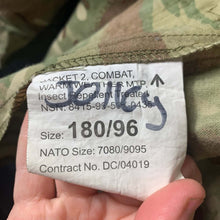 JACKET 2, COMBAT,
WARM WEATHER MTP
Insect Repellent Treated
NSN: 8415-99-
Size: 180/96
NATO Size: 7080/9095
Contract No. DC/04019